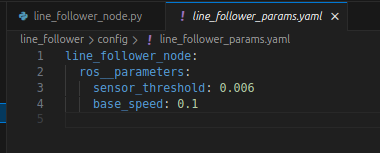 line_follower_node.py
! line_follower_params.yaml ×
line_follower > config > ! line_follower_params.yaml
1 line_follower_node:
2 ros__parameters:
3 sensor_threshold: 0.006
4 base_speed: 0.1
5